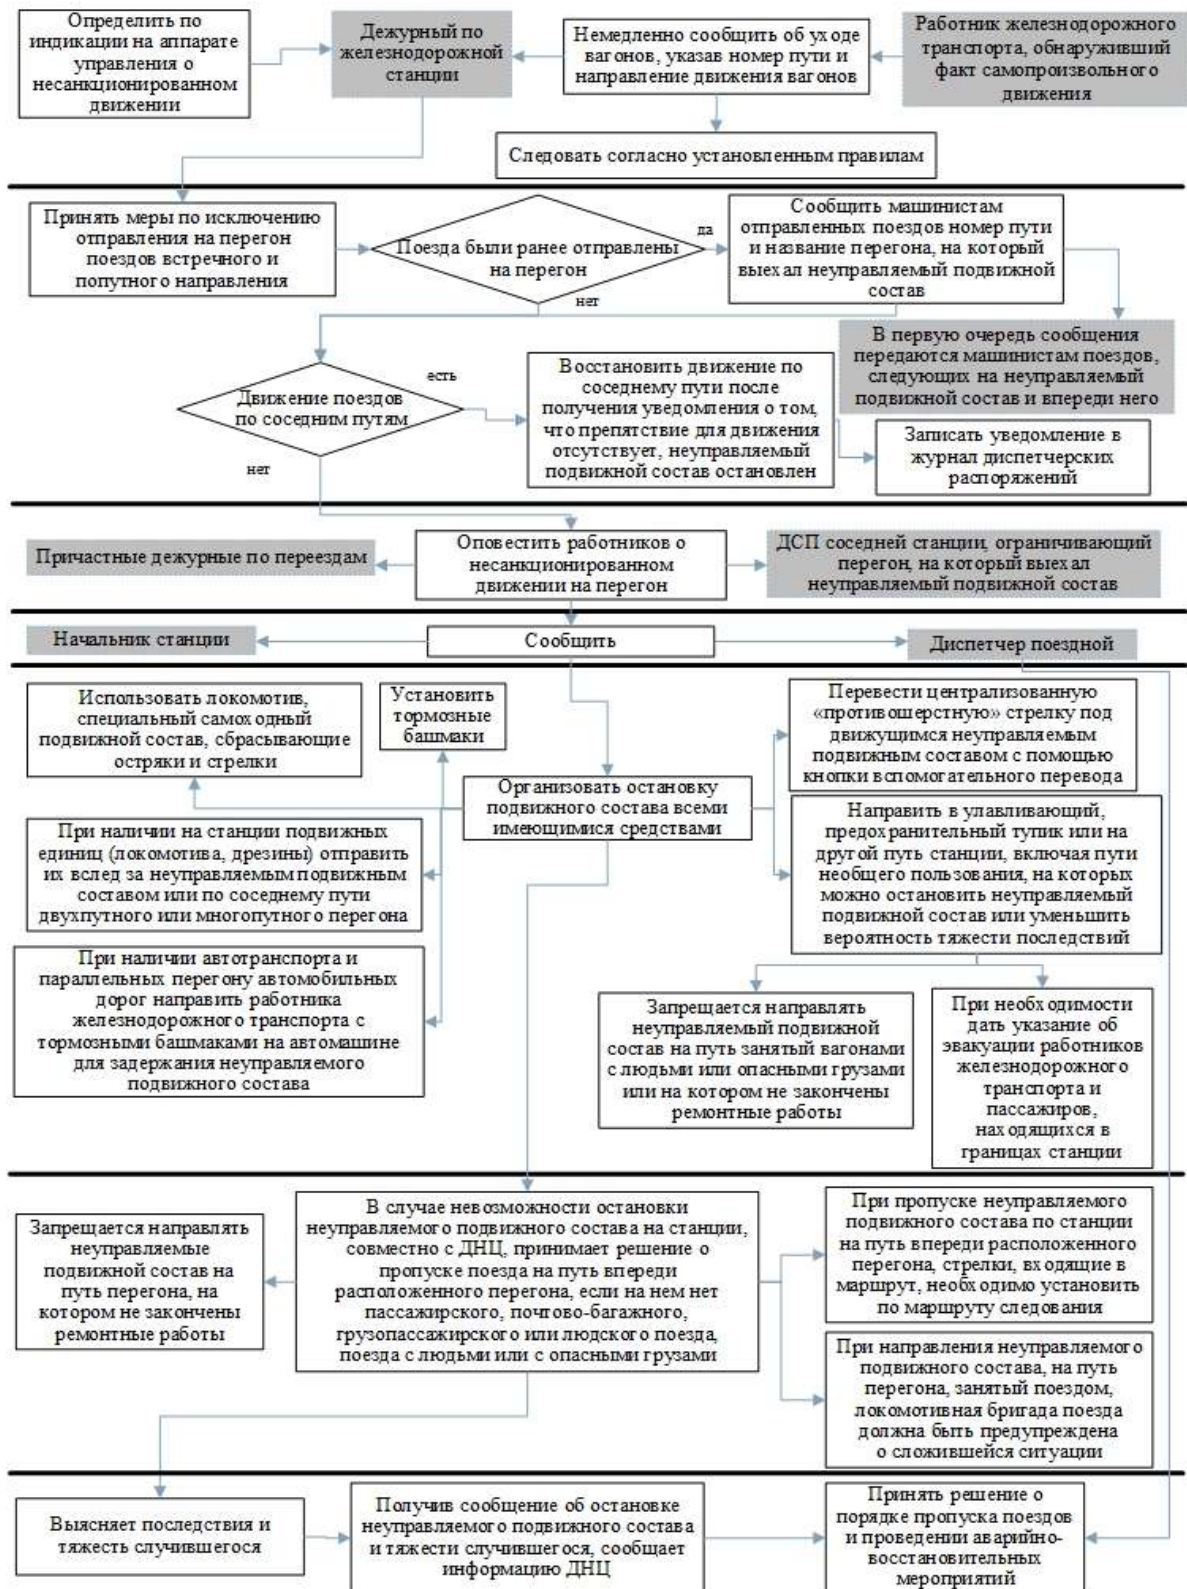 Определить по
индикации на аппарате
управления о
несанкционированном
движении
Дежурный по
железнодорожной
станции
Немедленно сообщить об уходе
вагонов, указав номер пути и
направление движения вагонов
Работник железнодорожного
транспорта, обнаруживший
факт самопроизвольного
движения
Следовать согласно установленным правилам
Принять меры по исключению
отправления на перегон
поездов встречного и
попутного направления
Поезда были ранее отправлены
на перегон
да
нет
Сообщить машинистам
отправленных поездов номер пути
и название перегона, на который
выехал неуправляемый подвижной
состав
В первую очередь сообщения
передаются машинистам поездов,
следующих на неуправляемый
подвижной состав и впереди него
Движение поездов
по соседним путям
есть
нет
Восстановить движение по
соседнему пути после
получения уведомления о том,
что препятствие для движения
отсутствует, неуправляемый
подвижной состав остановлен
Записать уведомление в
журнал диспетчерских
распоряжений
Причастные дежурные по переездам
Оповестить работников о
несанкционированном
движении на перегон
ДСП соседней станции, ограничивающий
перегон, на который выехал
неуправляемый подвижной состав
Начальник станции
Сообщить
Диспетчер поездной
Использовать локомотив,
специальный самоходный
подвижной состав, сбрасывающие
остряки и стрелки
Установить
тормозные
башмаки
Перевести централизованную
«противошерстную» стрелку под
движущимся неуправляемым
подвижным составом с помощью
кнопки вспомогательного перевода
Организовать остановку
подвижного состава всеми
имеющимися средствами
При наличии на станции подвижных
единиц (локомотива, дрезины) отправить
их вслед за неуправляемым подвижным
составом или по соседнему пути
двухпутного или многопутного перегона
Направить в улавливающий,
предохранительный тупик или на
другой путь станции, включая пути
необщего пользования, на которых
можно остановить неуправляемый
подвижной состав или уменьшить
вероятность тяжести последствий
При наличии автотранспорта и
параллельных перегону автомобильных
дорог направить работника
железнодорожного транспорта с
тормозными башмаками на автомашине
для задержания неуправляемого
подвижного состава
Запрещается направлять
неуправляемый подвижной
состав на путь занятый вагонами
с людьми или опасными грузами
или на котором не закончены
ремонтные работы
При необходимости
дать указание об
эвакуации работников
железнодорожного
транспорта и
пассажиров,
находящихся в
границах станции
Запрещается направлять
неуправляемые
подвижной состав на
путь перегона, на
котором не закончены
ремонтные работы
В случае невозможности остановки
неуправляемого подвижного состава на станции,
совместно с ДНЦ, принимает решение о
пропуске поезда на путь впереди
расположенного перегона, если на нем нет
пассажирского, почтово-багажного,
грузопассажирского или людского поезда,
поезда с людьми или с опасными грузами
При пропуске неуправляемого
подвижного состава по станции
на путь впереди расположенного
перегона, стрелки, входящие в
маршрут, необходимо установить
по маршруту следования
При направления неуправляемого
подвижного состава, на путь
перегона, занятый поездом,
локомотивная бригада поезда
должна быть предупреждена
о сложившейся ситуации
Выясняет последствия и
тяжесть случившегося
Получив сообщение об остановке
неуправляемого подвижного состава
и тяжести случившегося, сообщает
информацию ДНЦ
Принять решение о
порядке пропуска поездов
и проведении аварийно-
восстановительных
мероприятий